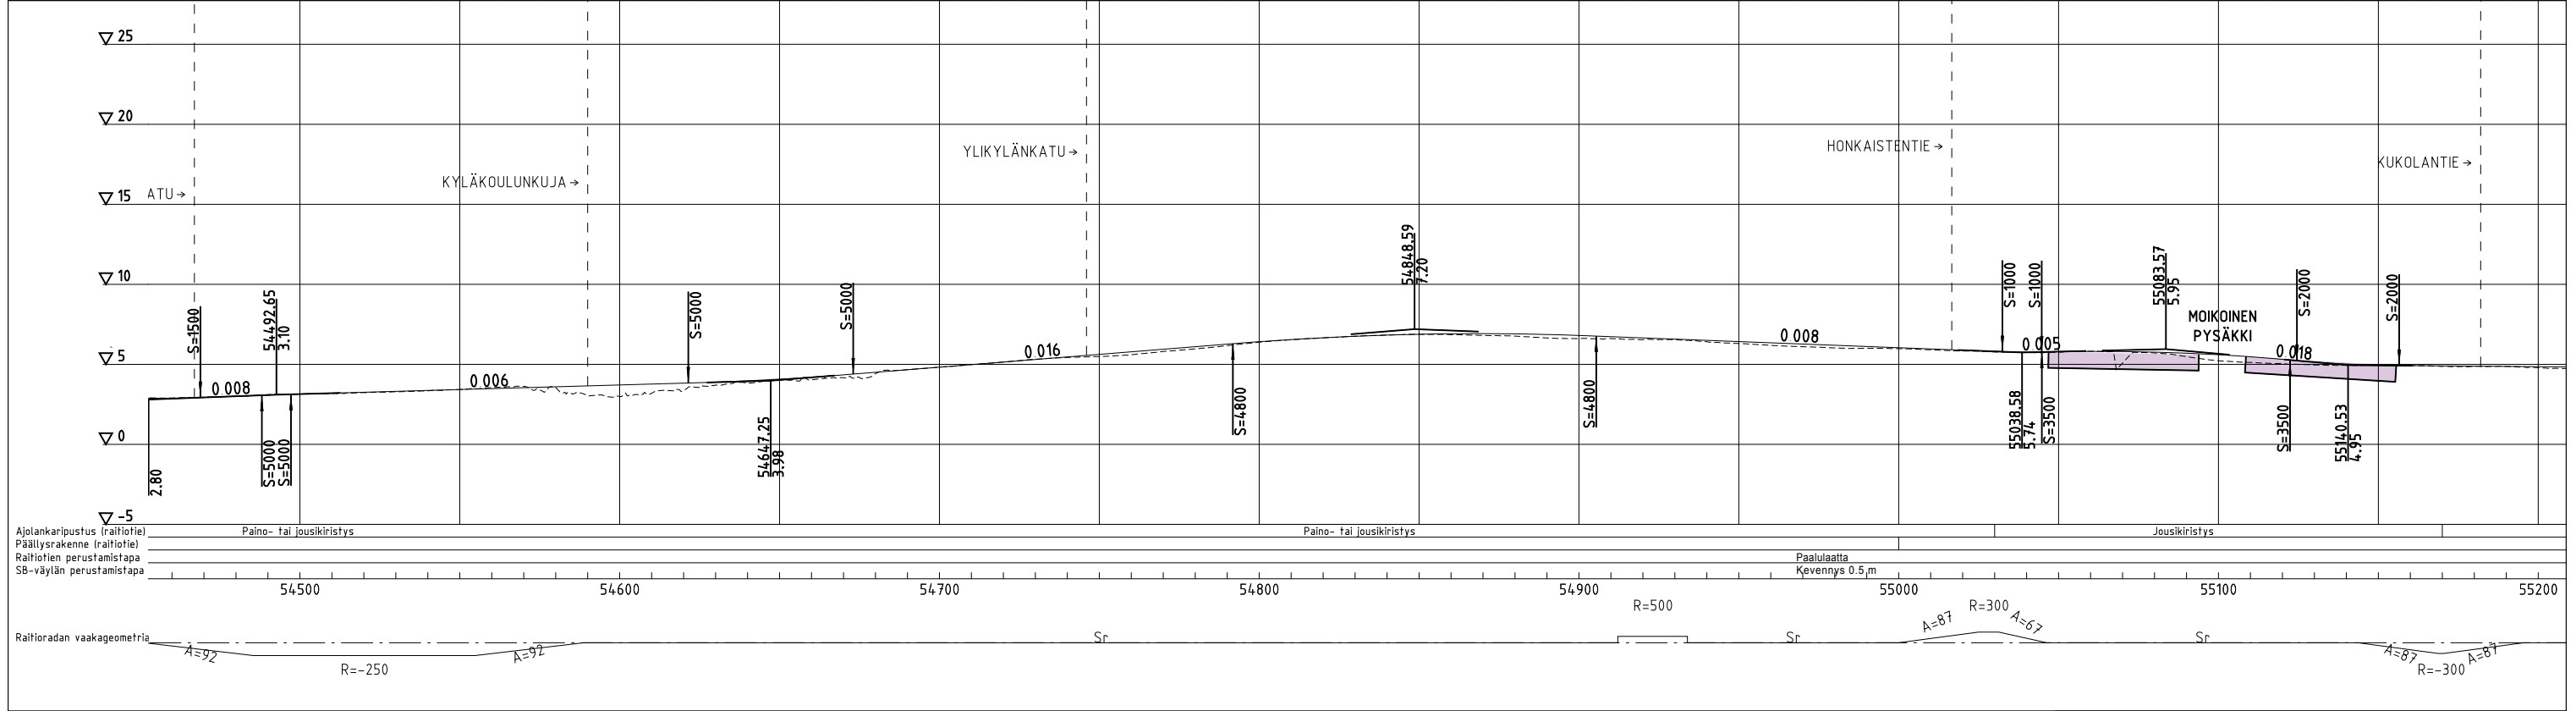 25
20
15
10
5
0
-5
ATU→
KYLÄKOULUNKUJA→
YLIKYLÄNKATU→
HONKAISTENTIE→
KUKOLANTIE→
2.80
S=1500
0 008
54492.65
3.10
S=5000
S=5000
0 006
S=5000
54647.25
3.98
S=5000
0 016
S=4800
54848.59
7.20
S=4800
0 008
S=1000
S=1000
0 005
55038.58
5.74
S=3500
55083.57
5.95
MOIKOINEN
PYSÄKKI
S=2000
0 018
S=3500
55140.53
4.95
S=2000
Ajolankaripustus (raitiotie) Paino- tai jousikiristys Paino- tai jousikiristys Jousikiristys
Päällysrakenne (raitiotie)
Raitiotien perustamistapa Paalulaatta
SB-väylän perustamistapa Kevennys 0.5 m
54500 54600 54700 54800 54900 55000 55100 55200
R=500 R=300
A=87 A=67
Raitioradan vaakageometria Sr Sr Sr
A=92 A=92 A=87 A=87
R=-250 R=-300